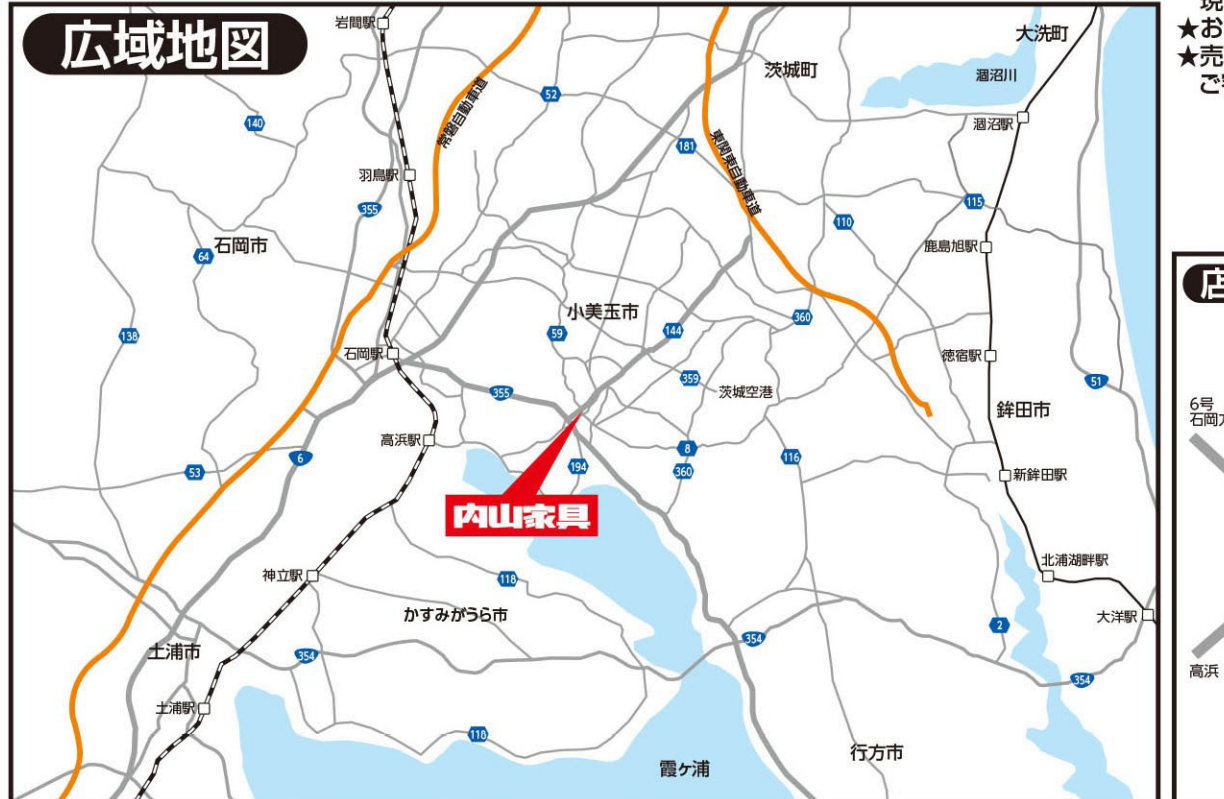 広域地図
岩間駅
大洗町
茨城町
涸沼川
52
常磐自動車道
140
涸沼駅
東関東自動車道
181
羽鳥駅
355
115
110
石岡市
64
鹿島旭駅
小美玉市
360
59
144
138
石岡駅
徳宿駅
359
茨城空港
355
51
鉾田市
高浜駅
8
6
116
194
360
53
新鉾田駅
内山家具
北浦湖畔駅
神立駅
118
かすみがうら市
大洋駅
2
354
土浦市
354
354
土浦駅
118
行方市
霞ヶ浦
★お
★売
ご
店
6号
石岡
高浜